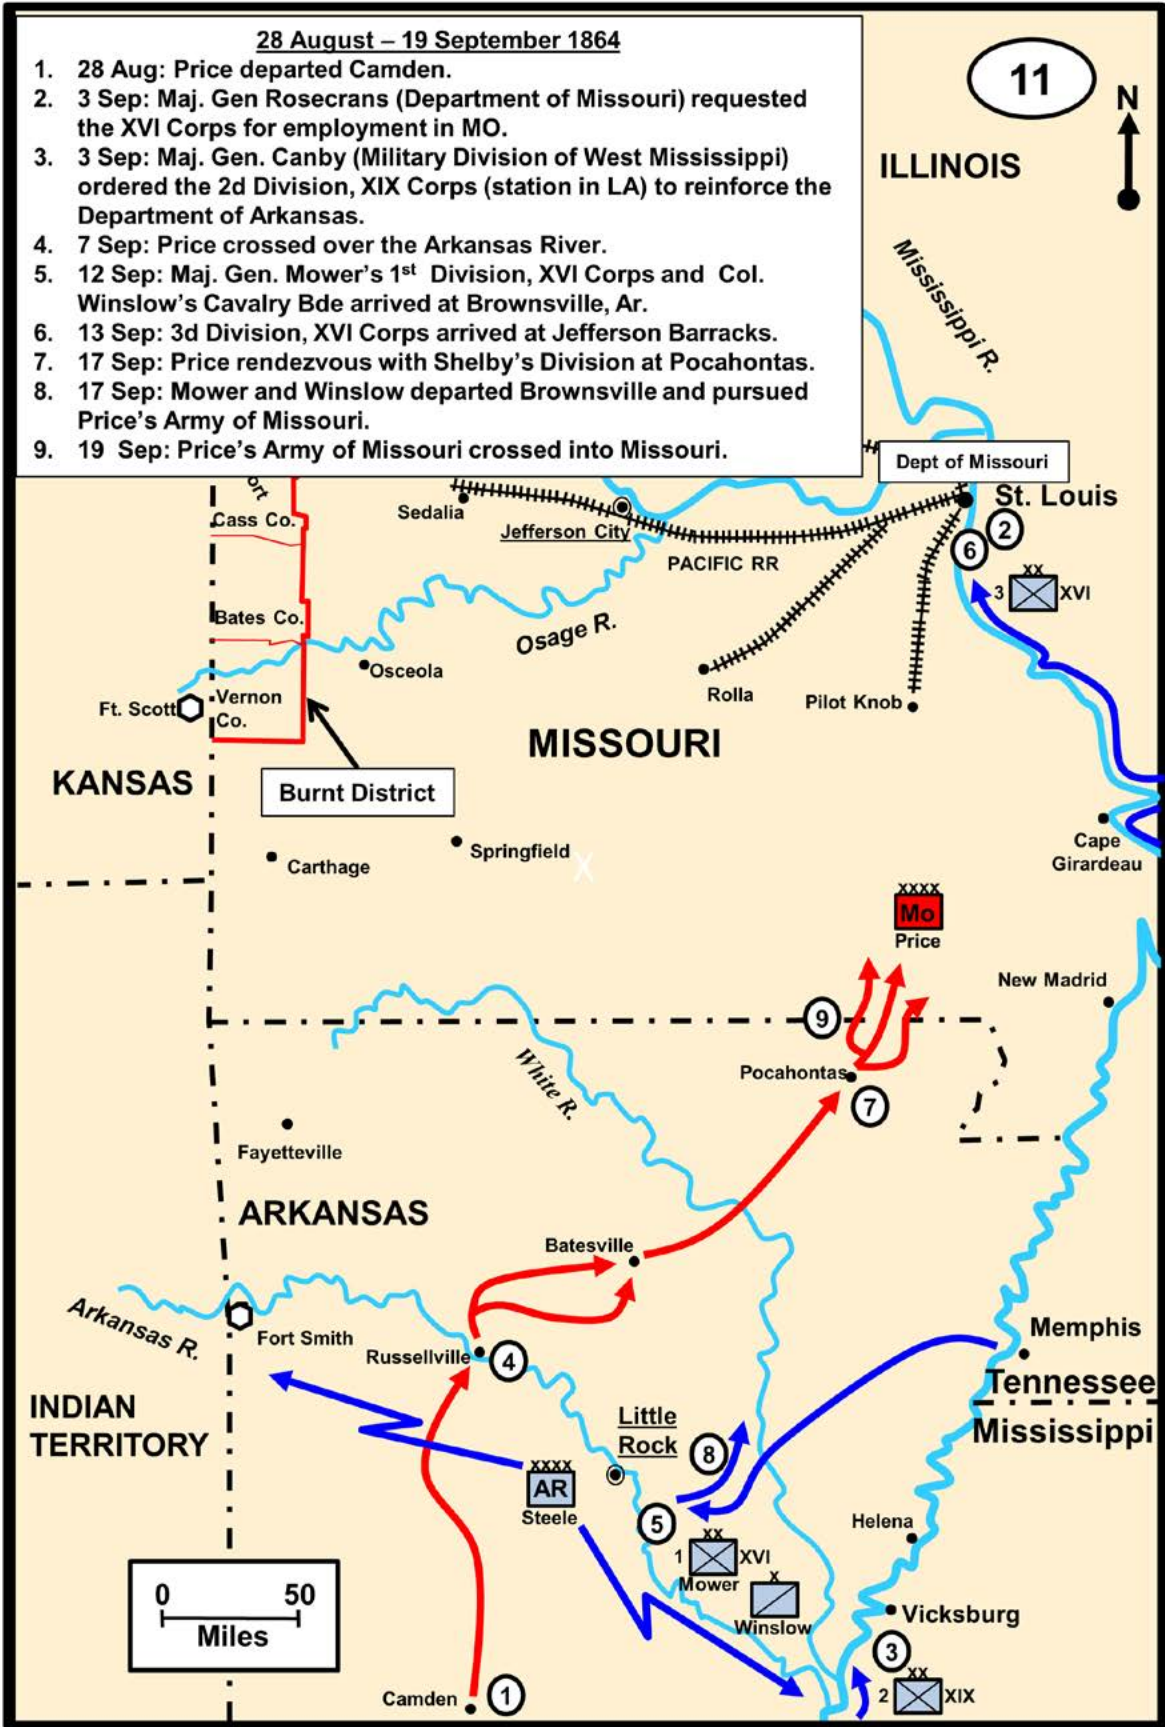 28 August – 19 September 1864
1. 28 Aug: Price departed Camden.
2. 3 Sep: Maj. Gen Rosecrans (Department of Missouri) requested
the XVI Corps for employment in MO.
3. 3 Sep: Maj. Gen. Canby (Military Division of West Mississippi)
ordered the 2d Division, XIX Corps (station in LA) to reinforce the
Department of Arkansas.
4. 7 Sep: Price crossed over the Arkansas River.
5. 12 Sep: Maj. Gen. Mower's 1st Division, XVI Corps and Col.
Winslow's Cavalry Bde arrived at Brownsville, Ar.
6. 13 Sep: 3d Division, XVI Corps arrived at Jefferson Barracks.
7. 17 Sep: Price rendezvous with Shelby's Division at Pocahontas.
8. 17 Sep: Mower and Winslow departed Brownsville and pursued
Price's Army of Missouri.
9. 19 Sep: Price's Army of Missouri crossed into Missouri.
11
N
ILLINOIS
Mississippi R.
Dept of Missouri
St. Louis
2
6
XX
3
XVI
ort
Cass Co.
Sedalia
Jefferson City
PACIFIC RR
Bates Co.
Osage R.
Osceola
Rolla
Pilot Knob
Ft. Scott
Vernon
Co.
MISSOURI
KANSAS
Burnt District
Carthage
Springfield
X
Cape
Girardeau
XXXX
Mo
Price
New Madrid
9
Pocahontas
7
White R.
Fayetteville
ARKANSAS
Batesville
Arkansas R.
Fort Smith
Russellville
4
Memphis
Tennessee
Mississippi
INDIAN
TERRITORY
Little
Rock
8
XXXX
AR
Steele
5
XX
1
XVI
Mower
X
Winslow
Helena
Vicksburg
3
XX
2
XIX
0 50
Miles
Camden
1